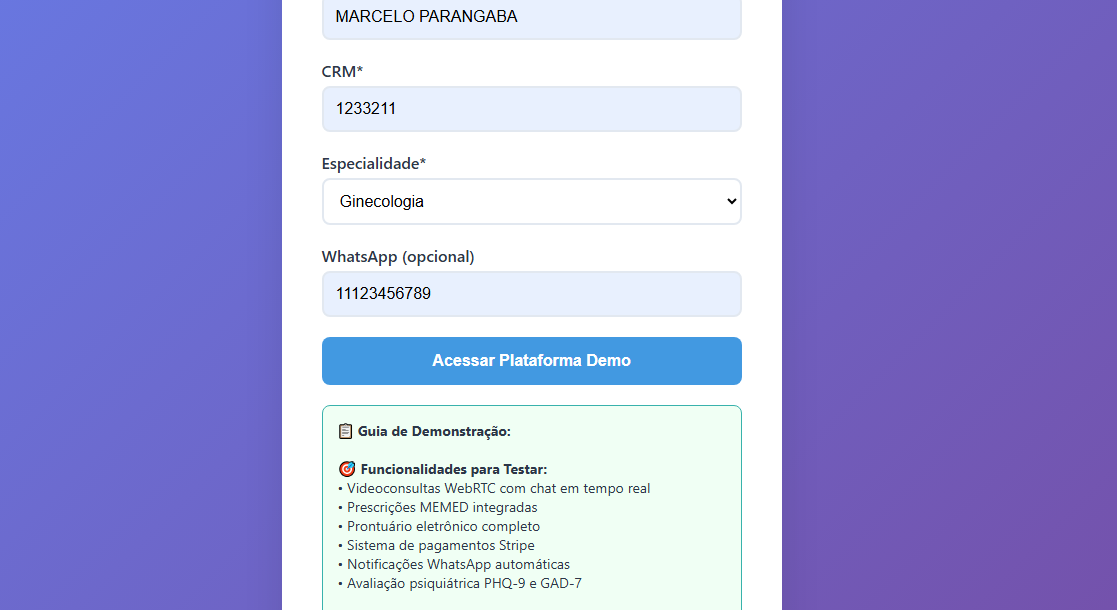 MARCELO PARANGABA
CRM*
1233211
Especialidade*
Ginecologia
WhatsApp (opcional)
11123456789
Acessar Plataforma Demo
📋 Guia de Demonstração:
🎯 Funcionalidades para Testar:
• Videoconsultas WebRTC com chat em tempo real
• Prescrições MEMED integradas
• Prontuário eletrônico completo
• Sistema de pagamentos Stripe
• Notificações WhatsApp automáticas
• Avaliação psiquiátrica PHQ-9 e GAD-7